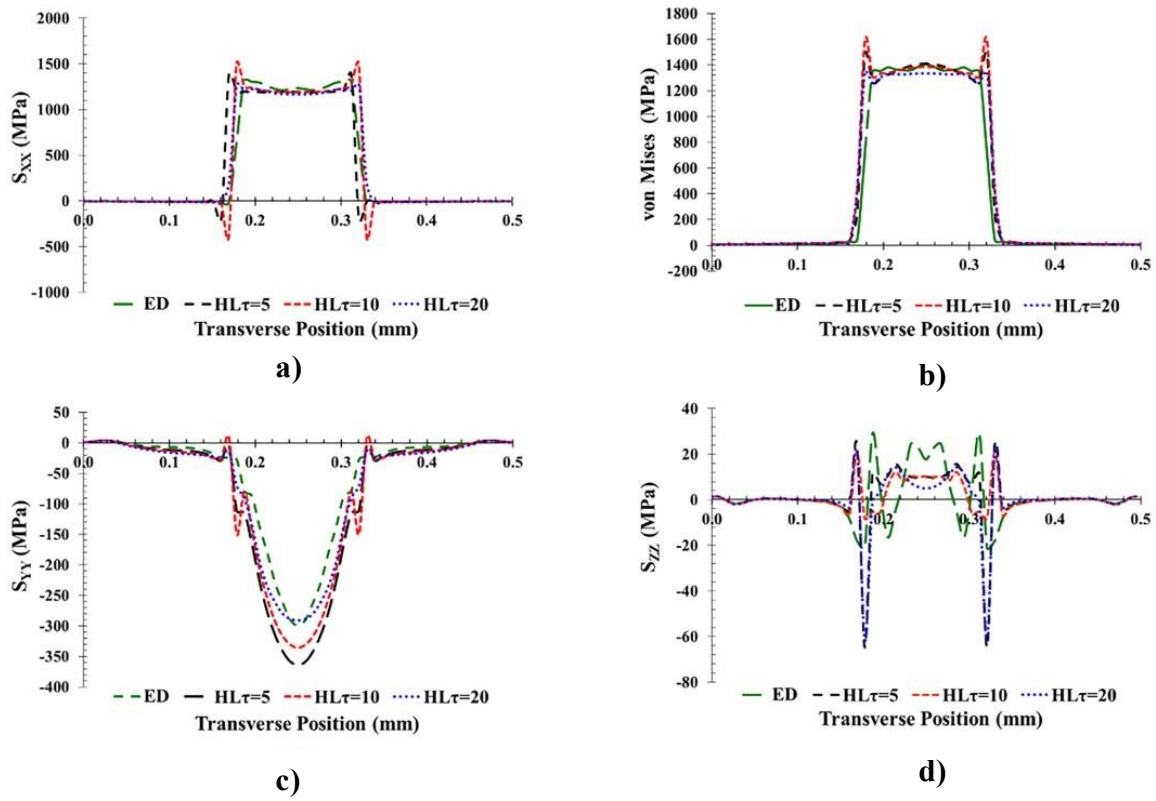 2000
1500
1000
500
0
-500
-1000
S_XX (MPa)
0.0 0.1 0.2 0.3 0.4 0.5
ED HLτ=5 HLτ=10 HLτ=20
Transverse Position (mm)
a)
1800
1600
1400
1200
1000
800
600
400
200
0
-200
von Mises (MPa)
0.0 0.1 0.2 0.3 0.4 0.5
ED HLτ=5 HLτ=10 HLτ=20
Transverse Position (mm)
b)
50
0
-50
-100
-150
-200
-250
-300
-350
-400
S_YY (MPa)
0.0 0.1 0.2 0.3 0.4 0.5
ED HLτ=5 HLτ=10 HLτ=20
Transverse Position (mm)
c)
40
20
0
-20
-40
-60
-80
S_ZZ (MPa)
0.0 0.1 0.2 0.3 0.4 0.5
ED HLτ=5 HLτ=10 HLτ=20
Transverse Position (mm)
d)